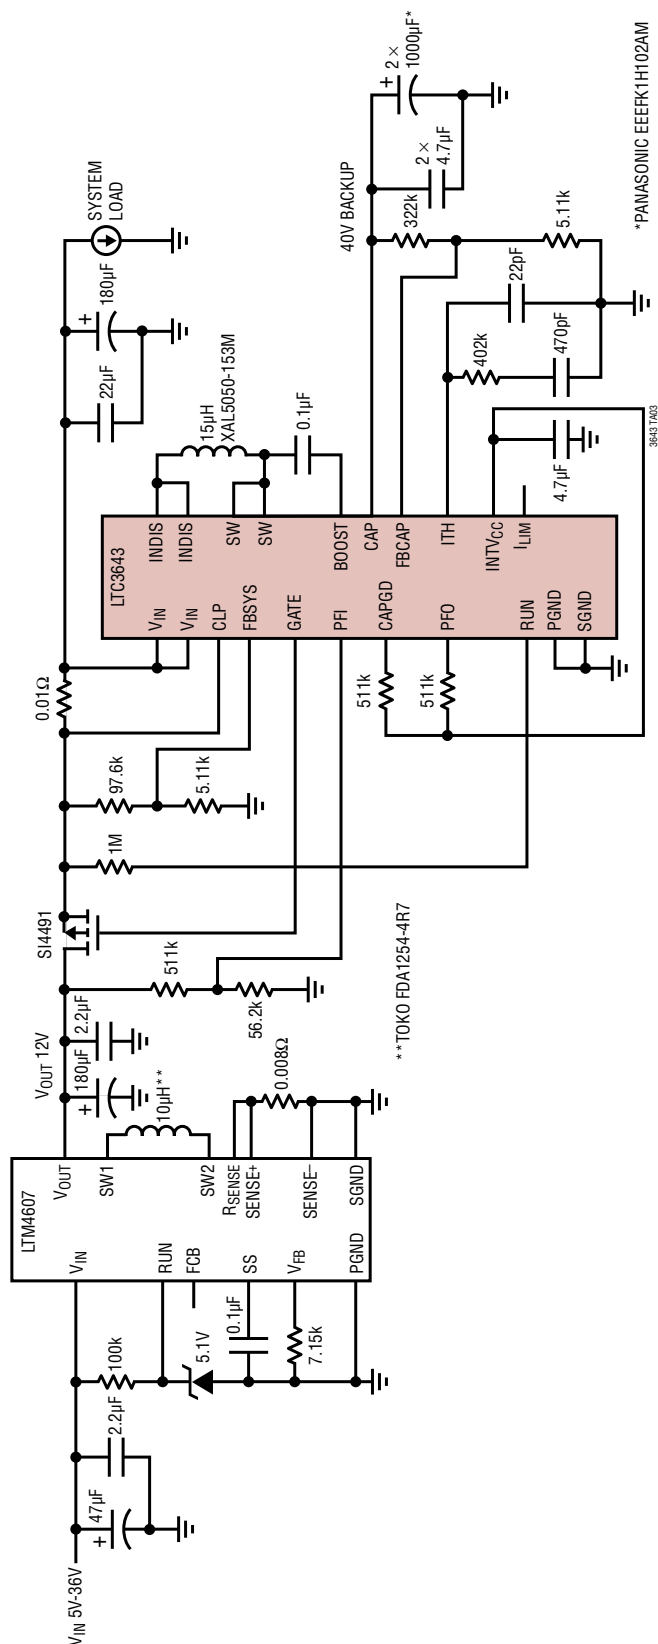 V_IN 5V-36V
47µF
+
2.2µF
100k
5.1V
0.1µF
7.15k
LTM4607
V_IN
RUN
FCB
SS
V_FB
PGND
V_OUT
SW1
SW2
R_SENSE
SENSE+
SENSE–
SGND
10µH**
0.008Ω
V_OUT 12V
180µF
+
2.2µF
511k
56.2k
**TOKO FDA1254-4R7
SI4491
1M
97.6k
5.11k
0.01Ω
511k
511k
LTC3643
V_IN
V_IN
CLP
FBSYS
GATE
PFI
CAPGD
PFO
RUN
PGND
SGND
INDIS
INDIS
SW
SW
BOOST
CAP
FBCAP
ITH
INTV_CC
I_LIM
15µH
XAL5050-153M
0.1µF
22µF
+
180µF
SYSTEM
LOAD
40V BACKUP
322k
2 ×
4.7µF
+
2 ×
1000µF*
5.11k
22pF
402k
470pF
4.7µF
3643 TA03
*PANASONIC EEEFK1H102AM